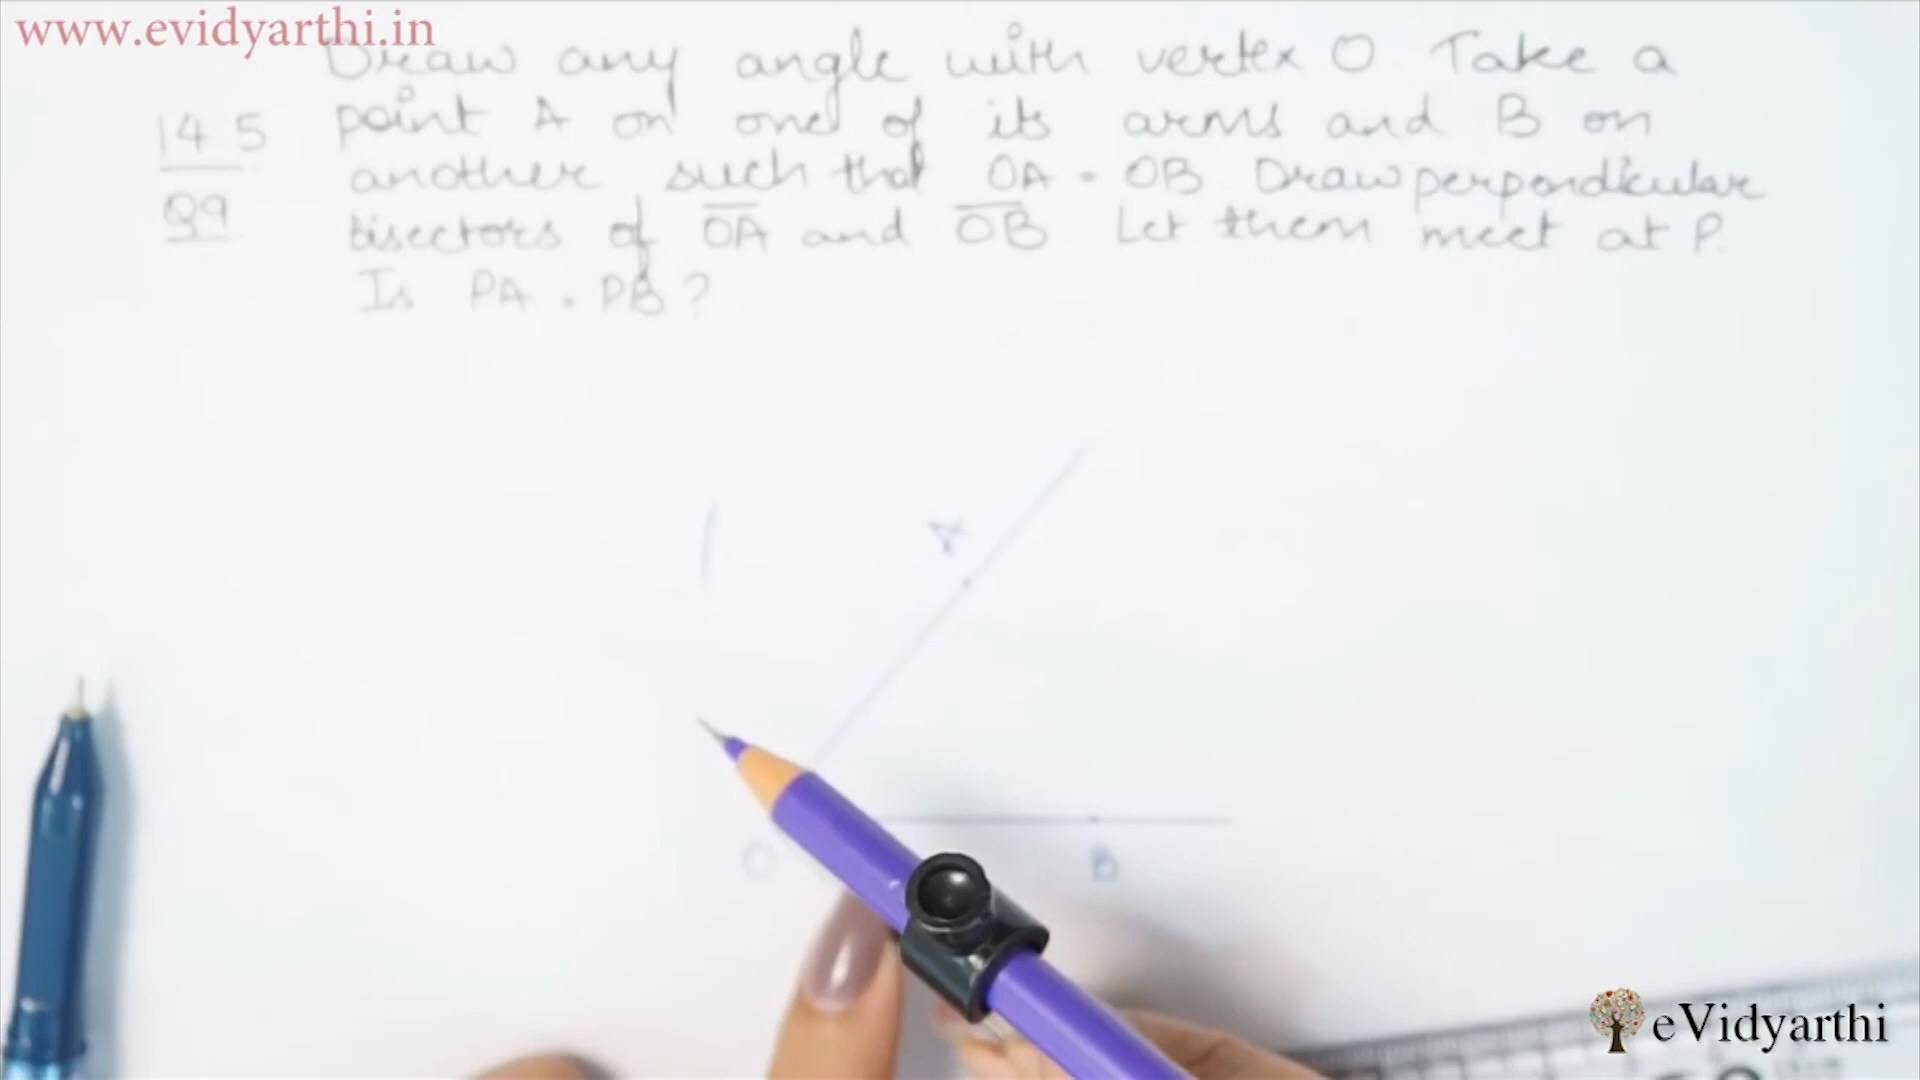 www.evidyarthi.in
Draw any angle with vertex O. Take a
14.5 point A on one of its arms and B on
another such that OA = OB Draw perpendicular
Q9 bisectors of OA and OB Let them meet at P.
Is PA = PB ?
A
O
B
eVidyarthi